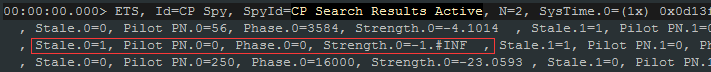 00:00:00.000> ETS, Id=CP Spy, SpyId=CP Search Results Active, N=2, SysTime.0=(1x) 0x0d13f
, Stale.0=0, Pilot PN.0=56, Phase.0=3584, Strength.0=-4.1014 , Stale.1=1, Pilot PN.1=0
, Stale.0=1, Pilot PN.0=0, Phase.0=0, Strength.0=-1.#INF , Stale.1=1, Pilot PN.1=0, Pha
, Stale.0=0, Pilot PN.0=250, Phase.0=16000, Strength.0=-23.0593 , Stale.1=0, Pilot PN.1